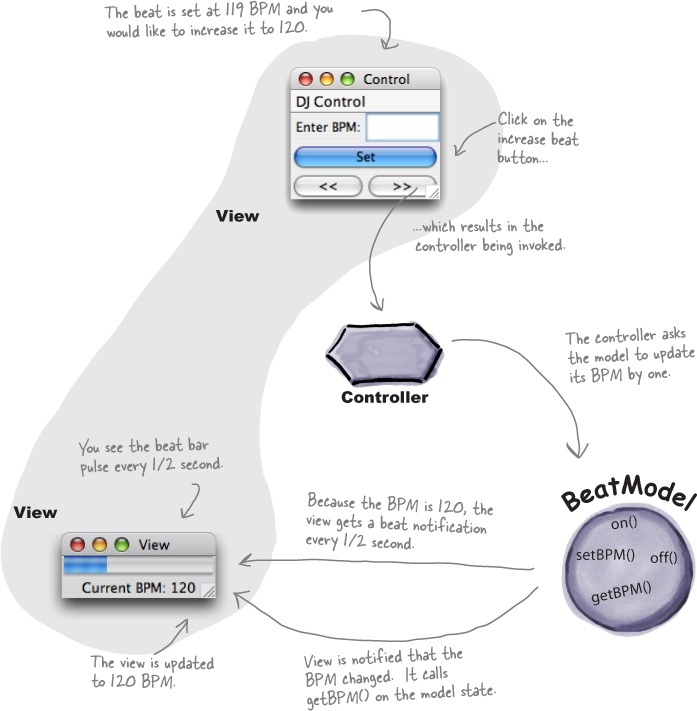 The beat is set at 119 BPM and you
would like to increase it to 120.
Control
DJ Control
Enter BPM:
Set
<<
>>
Click on the
increase beat
button...
View
...which results in the
controller being invoked.
The controller asks
the model to update
its BPM by one.
Controller
You see the beat bar
pulse every 1/2 second.
View
View
Current BPM: 120
Because the BPM is 120, the
view gets a beat notification
every 1/2 second.
BeatModel
on()
setBPM()
off()
getBPM()
The view is updated
to 120 BPM.
View is notified that the
BPM changed. It calls
getBPM() on the model state.